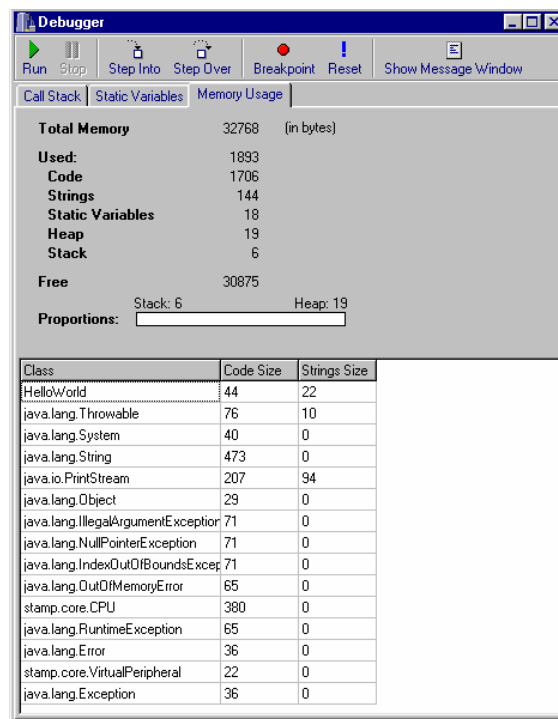 Debugger
Run Stop Step Into Step Over Breakpoint Reset Show Message Window
Call Stack Static Variables Memory Usage
Total Memory 32768 (in bytes)
Used: 1893
Code 1706
Strings 144
Static Variables 18
Heap 19
Stack 6
Free 30875
Stack: 6 Heap: 19
Proportions:
Class Code Size Strings Size
HelloWorld 44 22
java.lang.Throwable 76 10
java.lang.System 40 0
java.lang.String 473 0
java.io.PrintStream 207 94
java.lang.Object 29 0
java.lang.IllegalArgumentException 71 0
java.lang.NullPointerException 71 0
java.lang.IndexOutOfBoundsExcep 71 0
java.lang.OutOfMemoryError 65 0
stamp.core.CPU 380 0
java.lang.RuntimeException 65 0
java.lang.Error 36 0
stamp.core.VirtualPeripheral 22 0
java.lang.Exception 36 0